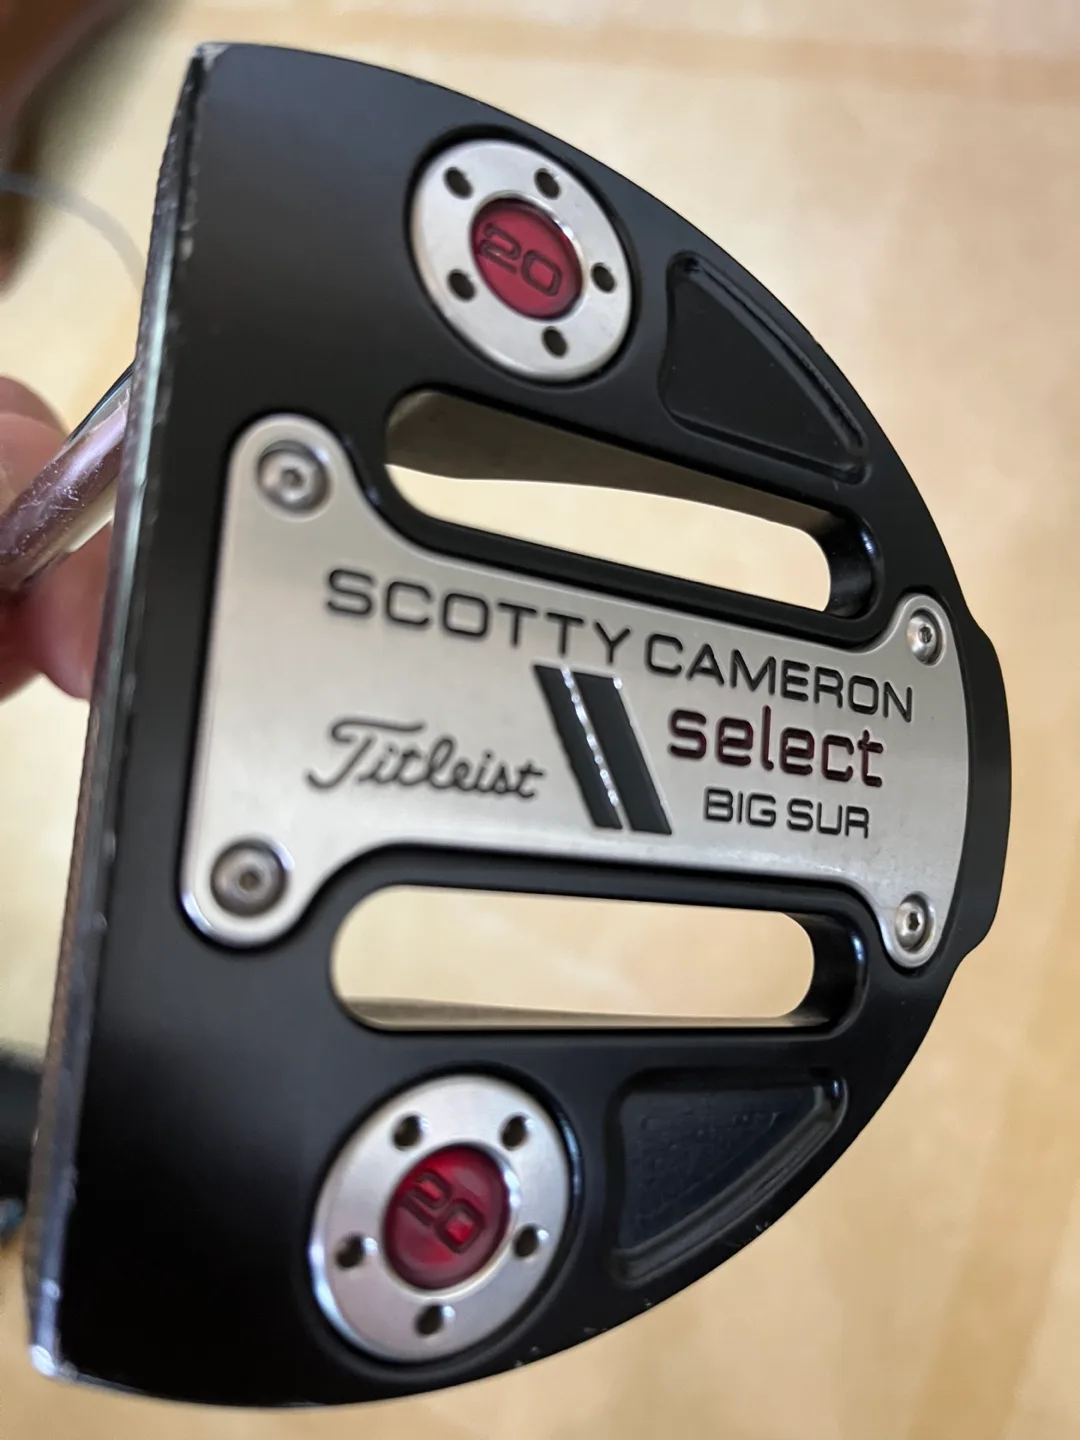 20
SCOTTY CAMERON
select
Titleist
BIG SUR
20